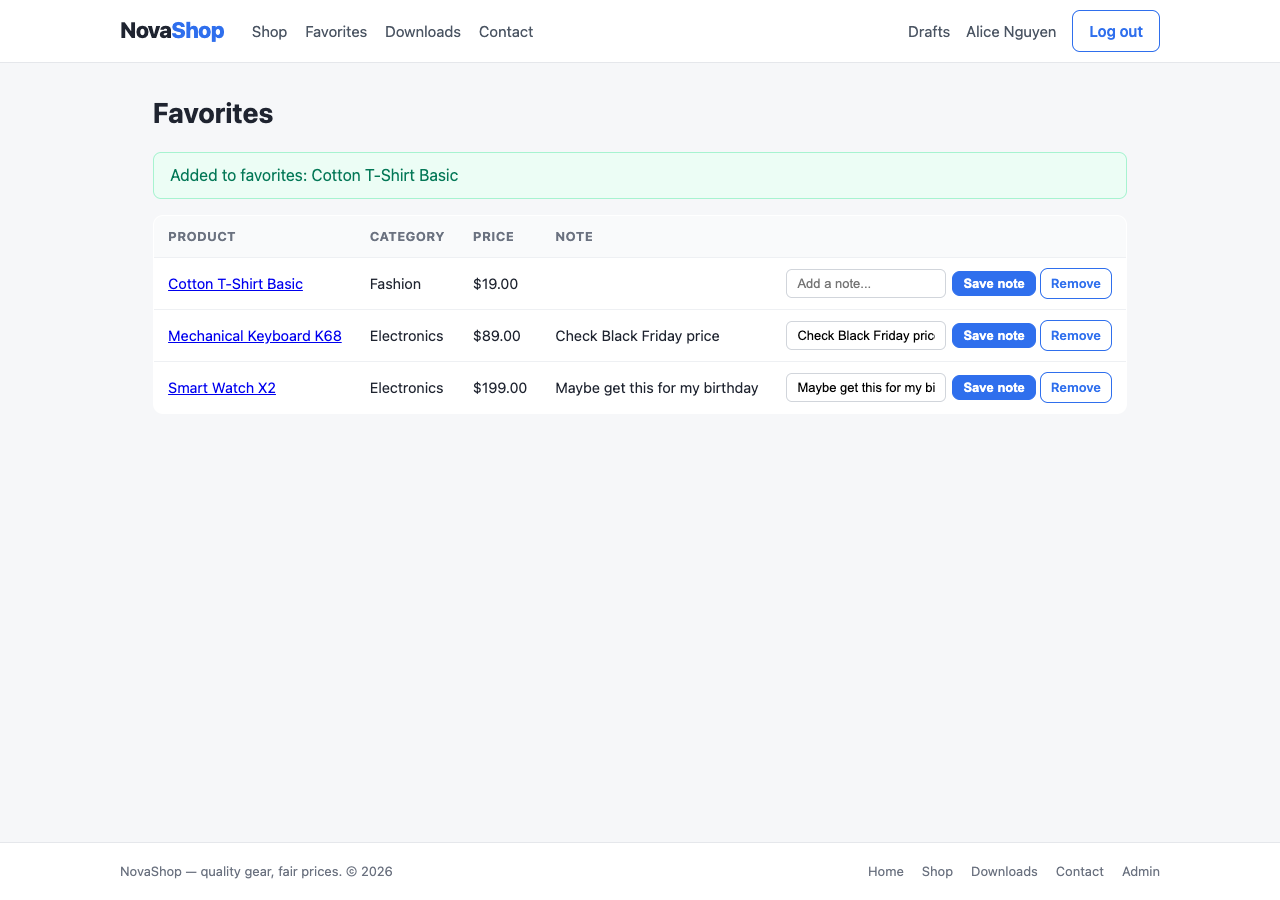 NovaShop Shop Favorites Downloads Contact Drafts Alice Nguyen Log out
Favorites
Added to favorites: Cotton T-Shirt Basic
PRODUCT CATEGORY PRICE NOTE
Cotton T-Shirt Basic Fashion $19.00 Add a note... Save note Remove
Mechanical Keyboard K68 Electronics $89.00 Check Black Friday price Check Black Friday pric Save note Remove
Smart Watch X2 Electronics $199.00 Maybe get this for my birthday Maybe get this for my bi Save note Remove
NovaShop — quality gear, fair prices. © 2026 Home Shop Downloads Contact Admin